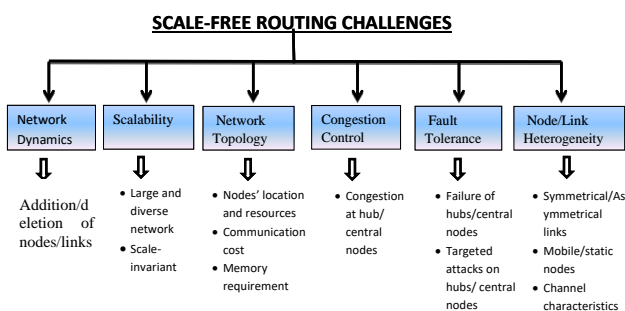 SCALE-FREE ROUTING CHALLENGES
Network
Dynamics
Scalability
Network
Topology
Congestion
Control
Fault
Tolerance
Node/Link
Heterogeneity
Addition/d
eletion of
nodes/links
• Large and
diverse
network
• Scale-
invariant
• Nodes' location
and resources
• Communication
cost
• Memory
requirement
• Congestion
at hub/
central
nodes
• Failure of
hubs/central
nodes
• Targeted
attacks on
hubs/ central
nodes
• Symmetrical/As
ymmetrical
links
• Mobile/static
nodes
• Channel
characteristics